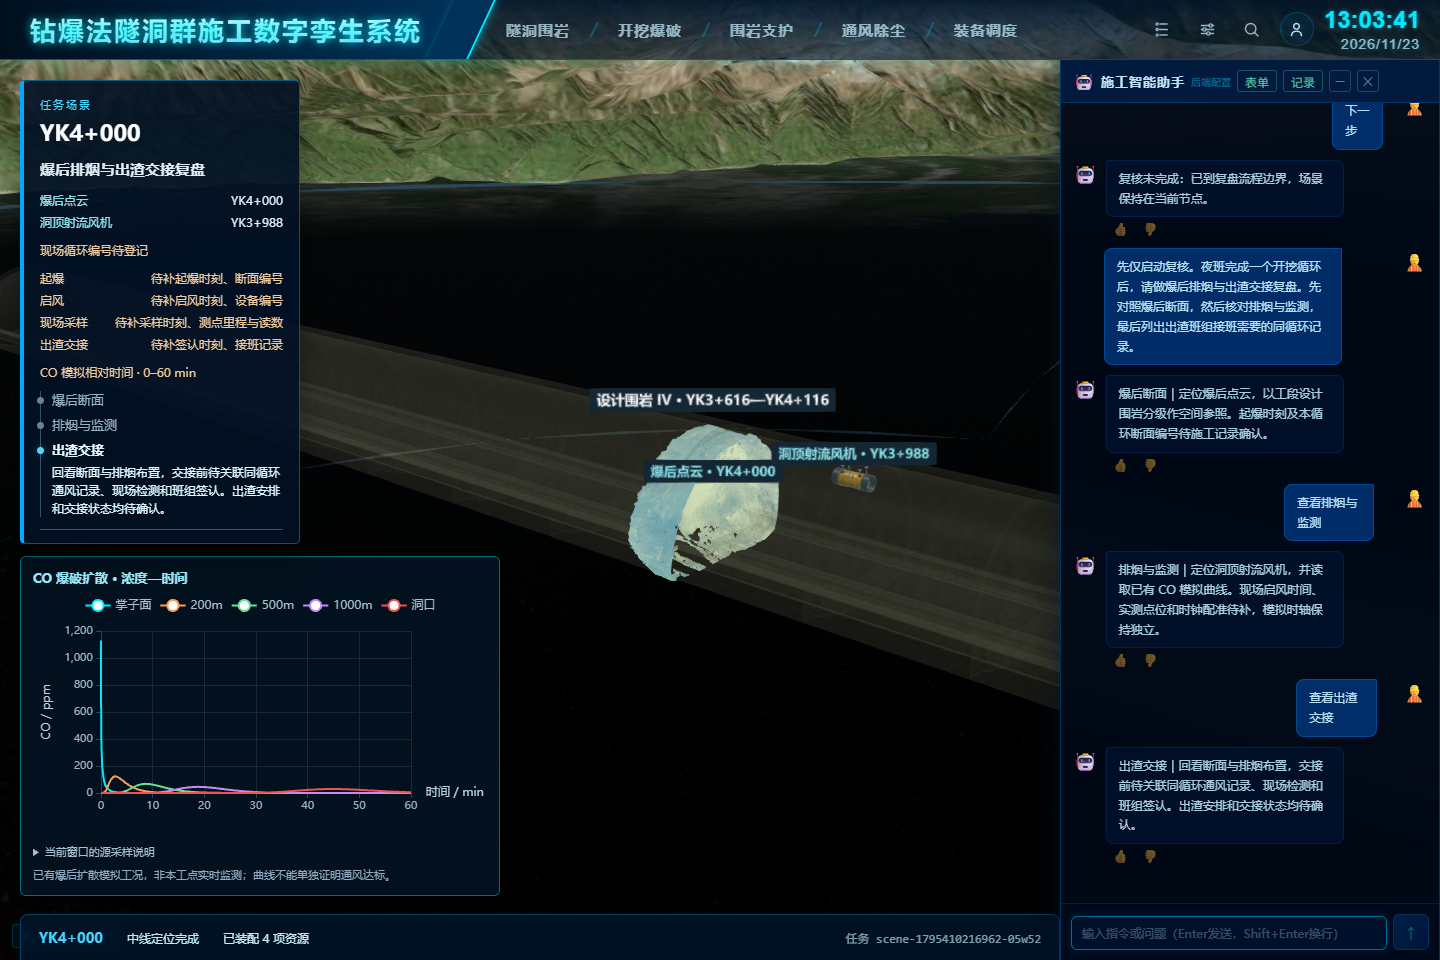 钻爆法隧洞群施工数字孪生系统
隧洞围岩 / 开挖爆破 / 围岩支护 / 通风除尘 / 装备调度
13:03:41
2026/11/23
任务场景
YK4+000
爆后排烟与出渣交接复盘
爆后点云 YK4+000
洞顶射流风机 YK3+988
现场循环编号待登记
起爆 待补起爆时刻、断面编号
启风 待补启风时刻、设备编号
现场采样 待补采样时刻、测点里程与读数
出渣交接 待补签认时刻、接班记录
CO 模拟相对时间 · 0–60 min
爆后断面
排烟与监测
出渣交接
回看断面与排烟布置，交接前待关联同循环
通风记录、现场检测和班组签认。出渣安排
和交接状态均待确认。
设计围岩 IV • YK3+616—YK4+116
洞顶射流风机 • YK3+988
爆后点云 • YK4+000
CO 爆破扩散 • 浓度—时间
掌子面 200m 500m 1000m 洞口
1,200
1,000
800
600
400
200
0
CO / ppm
0 10 20 30 40 50 60
时间 / min
▶ 当前窗口的源采样说明
已有爆后扩散模拟工况，非本工点实时监测；曲线不能单独证明通风达标。
YK4+000 中线定位完成 已装配 4 项资源 任务 scene-1795410216962-05w52
施工智能助手 后端配置 表单 记录
下一
步
复核未完成：已到复盘流程边界，场景
保持在当前节点。
先仅启动复核。夜班完成一个开挖循环
后，请做爆后排烟与出渣交接复盘。先
对照爆后断面，然后核对排烟与监测，
最后列出出渣班组接班需要的同循环记
录。
爆后断面 | 定位爆后点云，以工段设计
围岩分级作空间参照。起爆时刻及本循
环断面编号待施工记录确认。
查看排烟与
监测
排烟与监测 | 定位洞顶射流风机，并读
取已有 CO 模拟曲线。现场启风时间、
实测点位和时钟配准待补，模拟时轴保
持独立。
查看出渣
交接
出渣交接 | 回看断面与排烟布置，交接
前待关联同循环通风记录、现场检测和
班组签认。出渣安排和交接状态均待确
认。
输入指令或问题（Enter发送，Shift+Enter换行）